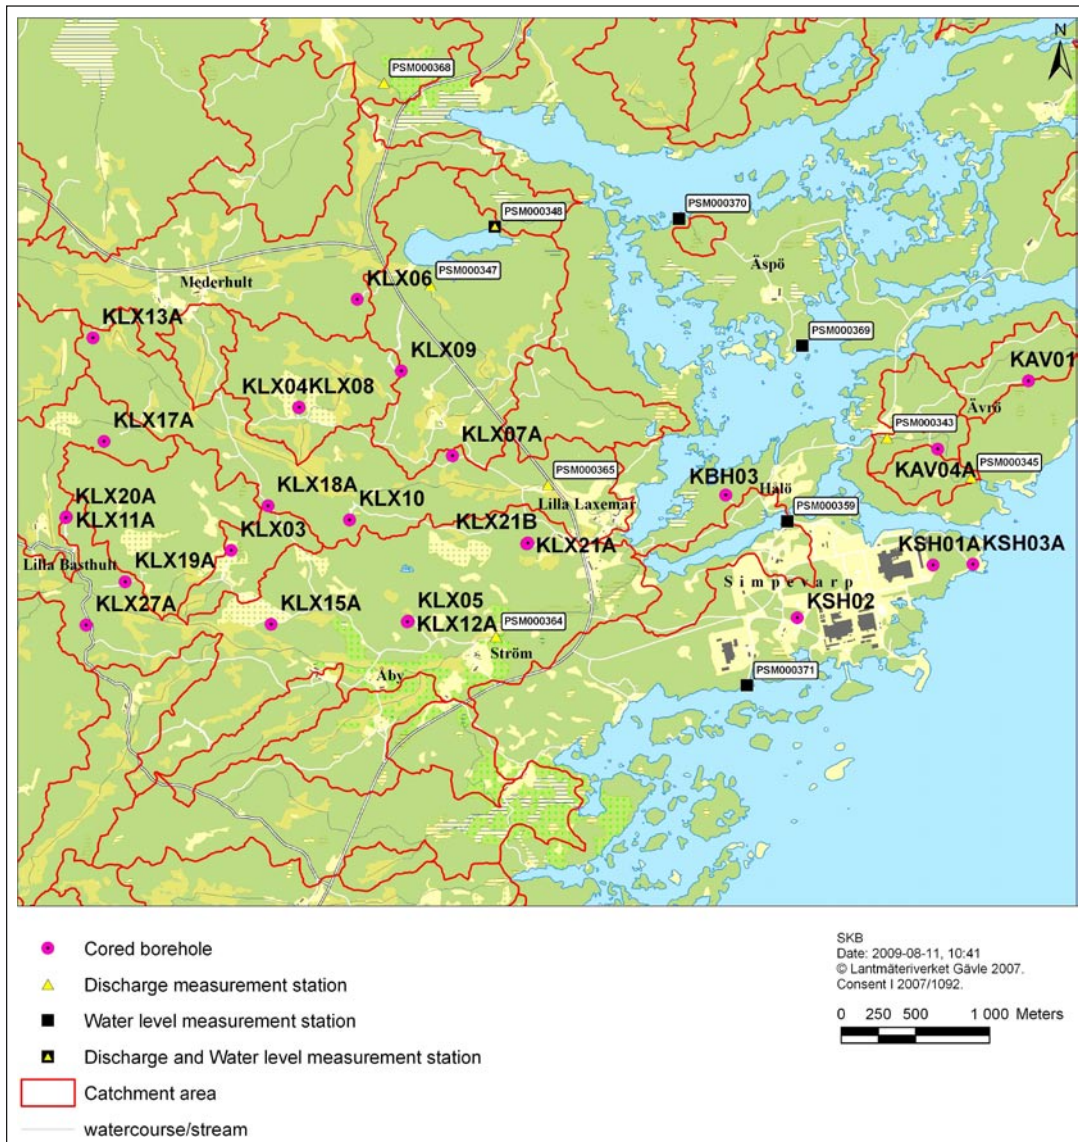 N
PSM000368
PSM000370
PSM000348
Äspö
PSM000347
Mederhult
KLX06
KLX13A
PSM000369
KLX09
KAV01
KLX04KLX08
Ävrö
PSM000343
KLX17A
KLX07A
KAV04A
PSM000345
PSM000365
KBH03
Hålö
KLX20A
KLX18A
KLX10
Lilla Laxemar
KLX11A
KLX03
KLX21B
PSM000359
KLX21A
KSH01A
KSH03A
Lilla Basthult
KLX19A
Simpevarp
KLX27A
KLX15A
KLX05
KSH02
KLX12A
PSM000364
Ström
Åby
PSM000371
Cored borehole
Discharge measurement station
Water level measurement station
Discharge and Water level measurement station
Catchment area
watercourse/stream
SKB
Date: 2009-08-11, 10:41
© Lantmäteriverket Gävle 2007.
Consent I 2007/1092.
0 250 500 1 000 Meters